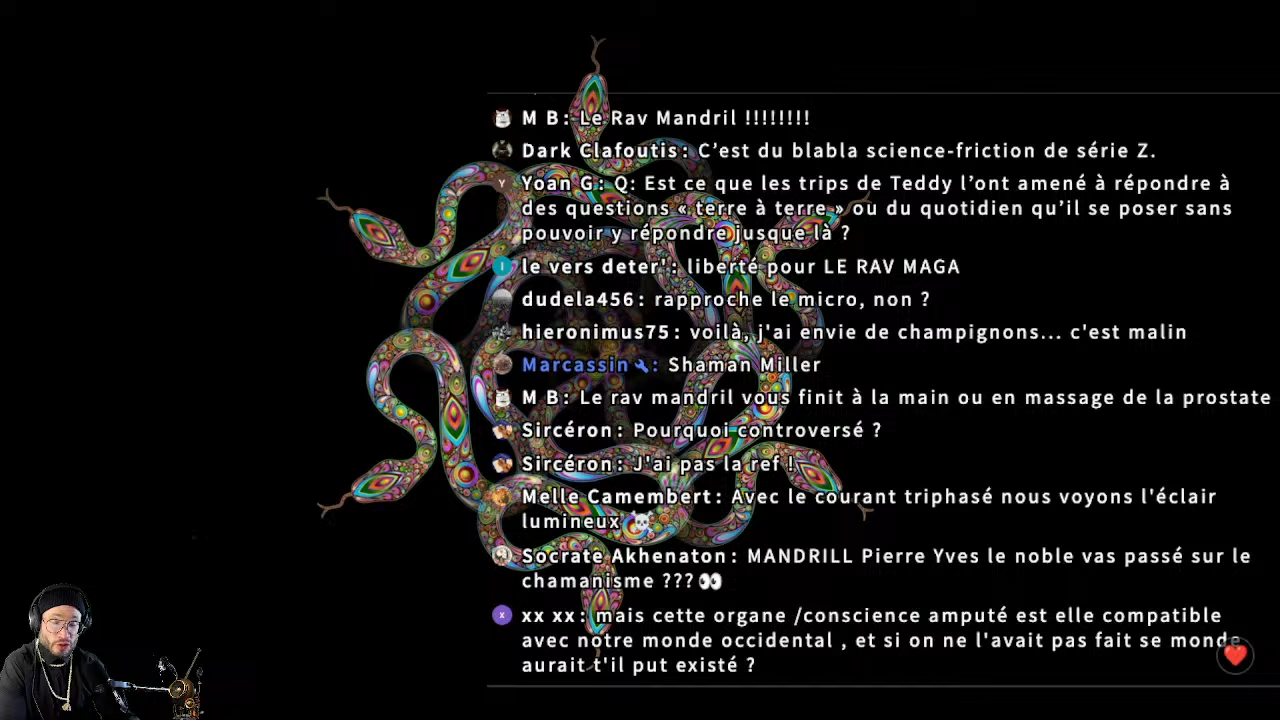 M B: Le Rav Mandril !!!!!!!!
Dark Clafoutis: C’est du blabla science-friction de série Z.
Yoan G: Q: Est ce que les trips de Teddy l’ont amené à répondre à
des questions « terre à terre » ou du quotidien qu’il se poser sans
pouvoir y répondre jusque là ?
le vers deter': liberté pour LE RAV MAGA
dudela456: rapproche le micro, non ?
hieronimus75: voilà, j'ai envie de champignons... c'est malin
Marcassin: Shaman Miller
M B: Le rav mandril vous finit à la main ou en massage de la prostate
Sircéron: Pourquoi controversé ?
Sircéron: J'ai pas la ref !
Melle Camembert: Avec le courant triphasé nous voyons l'éclair
lumineux ☠️
Socrate Akhenaton: MANDRILL Pierre Yves le noble vas passé sur le
chamanisme ??? 👀
xx xx: mais cette organe /conscience amputé est elle compatible
avec notre monde occidental , et si on ne l'avait pas fait se monde
aurait t'il put existé ?